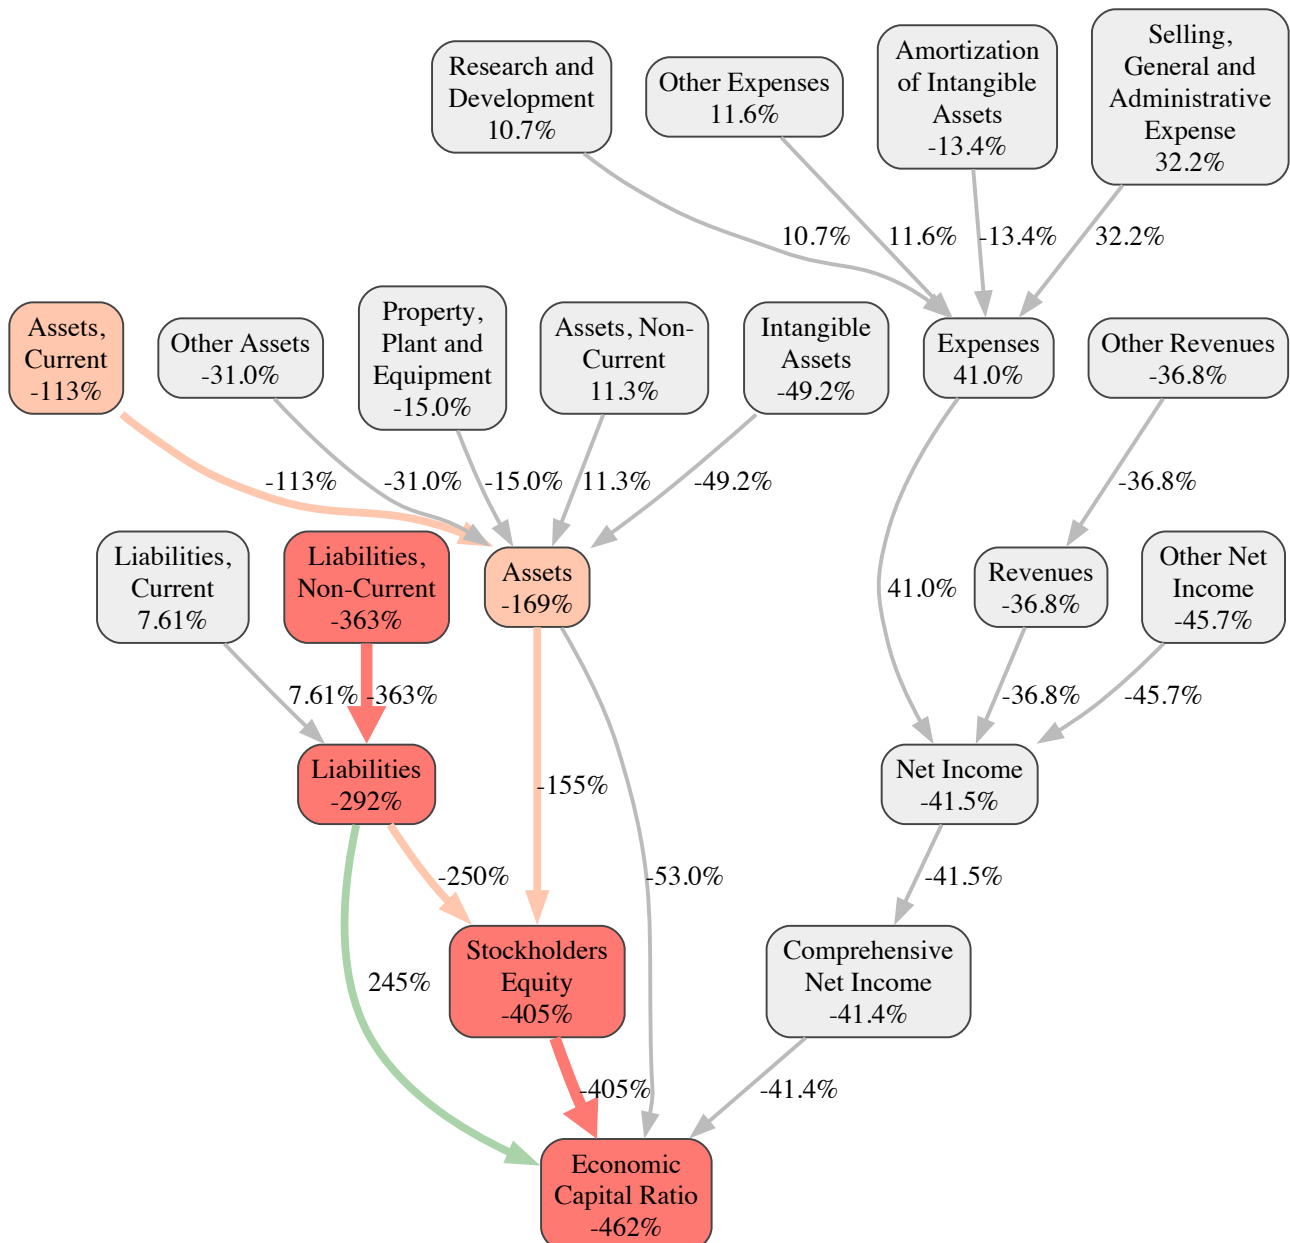 Research and
Development
10.7%
Other Expenses
11.6%
Amortization
of Intangible
Assets
-13.4%
Selling,
General and
Administrative
Expense
32.2%
10.7%
11.6%
-13.4%
32.2%
Assets,
Current
-113%
Other Assets
-31.0%
Property,
Plant and
Equipment
-15.0%
Assets, Non-
Current
11.3%
Intangible
Assets
-49.2%
Expenses
41.0%
Other Revenues
-36.8%
-113%
-31.0%
-15.0%
11.3%
-49.2%
-36.8%
Liabilities,
Current
7.61%
Liabilities,
Non-Current
-363%
Assets
-169%
41.0%
Revenues
-36.8%
Other Net
Income
-45.7%
7.61%
-363%
-36.8%
-45.7%
Liabilities
-292%
-155%
Net Income
-41.5%
-250%
-53.0%
-41.5%
245%
Stockholders
Equity
-405%
Comprehensive
Net Income
-41.4%
-405%
-41.4%
Economic
Capital Ratio
-462%